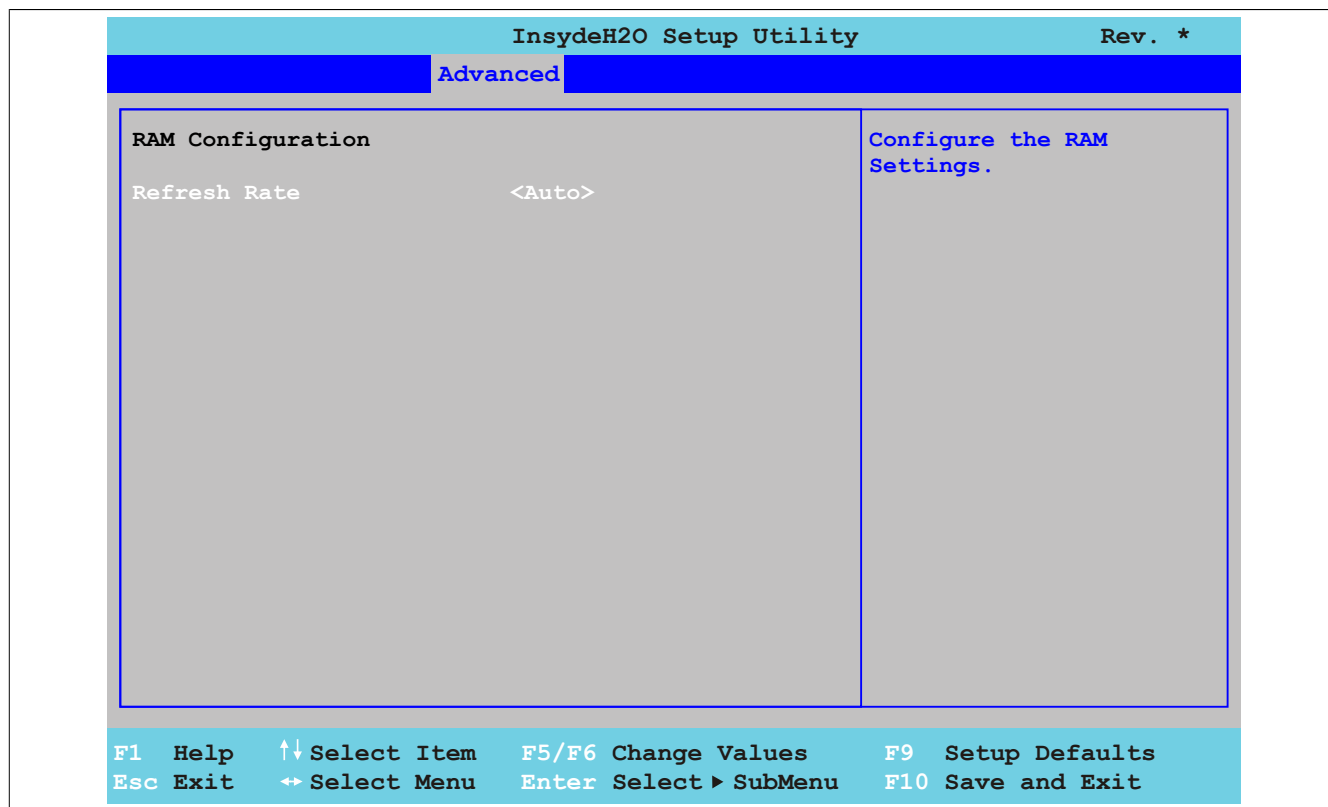 InsydeH2O Setup Utility Rev. *
Advanced
RAM Configuration
Configure the RAM
Settings.
Refresh Rate <Auto>
F1 Help ↑↓ Select Item F5/F6 Change Values F9 Setup Defaults
Esc Exit ↔ Select Menu Enter Select ▶ SubMenu F10 Save and Exit